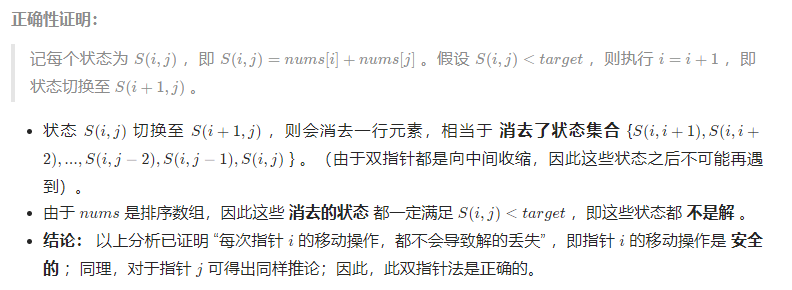 正确性证明:
记每个状态为 S(i, j) ,即 S(i, j) = nums[i] + nums[j] 。假设 S(i, j) < target ,则执行 i = i + 1 ,即
状态切换至 S(i + 1, j) 。
• 状态 S(i, j) 切换至 S(i + 1, j) ,则会消去一行元素,相当于 消去了状态集合 {S(i, i + 1), S(i, i +
2), ..., S(i, j − 2), S(i, j − 1), S(i, j) } 。(由于双指针都是向中间收缩,因此这些状态之后不可能再遇
到)。
• 由于 nums 是排序数组,因此这些 消去的状态 都一定满足 S(i, j) < target ,即这些状态都 不是解 。
• 结论: 以上分析已证明 “每次指针 i 的移动操作,都不会导致解的丢失” ,即指针 i 的移动操作是 安全
的 ;同理,对于指针 j 可得出同样推论;因此,此双指针法是正确的。